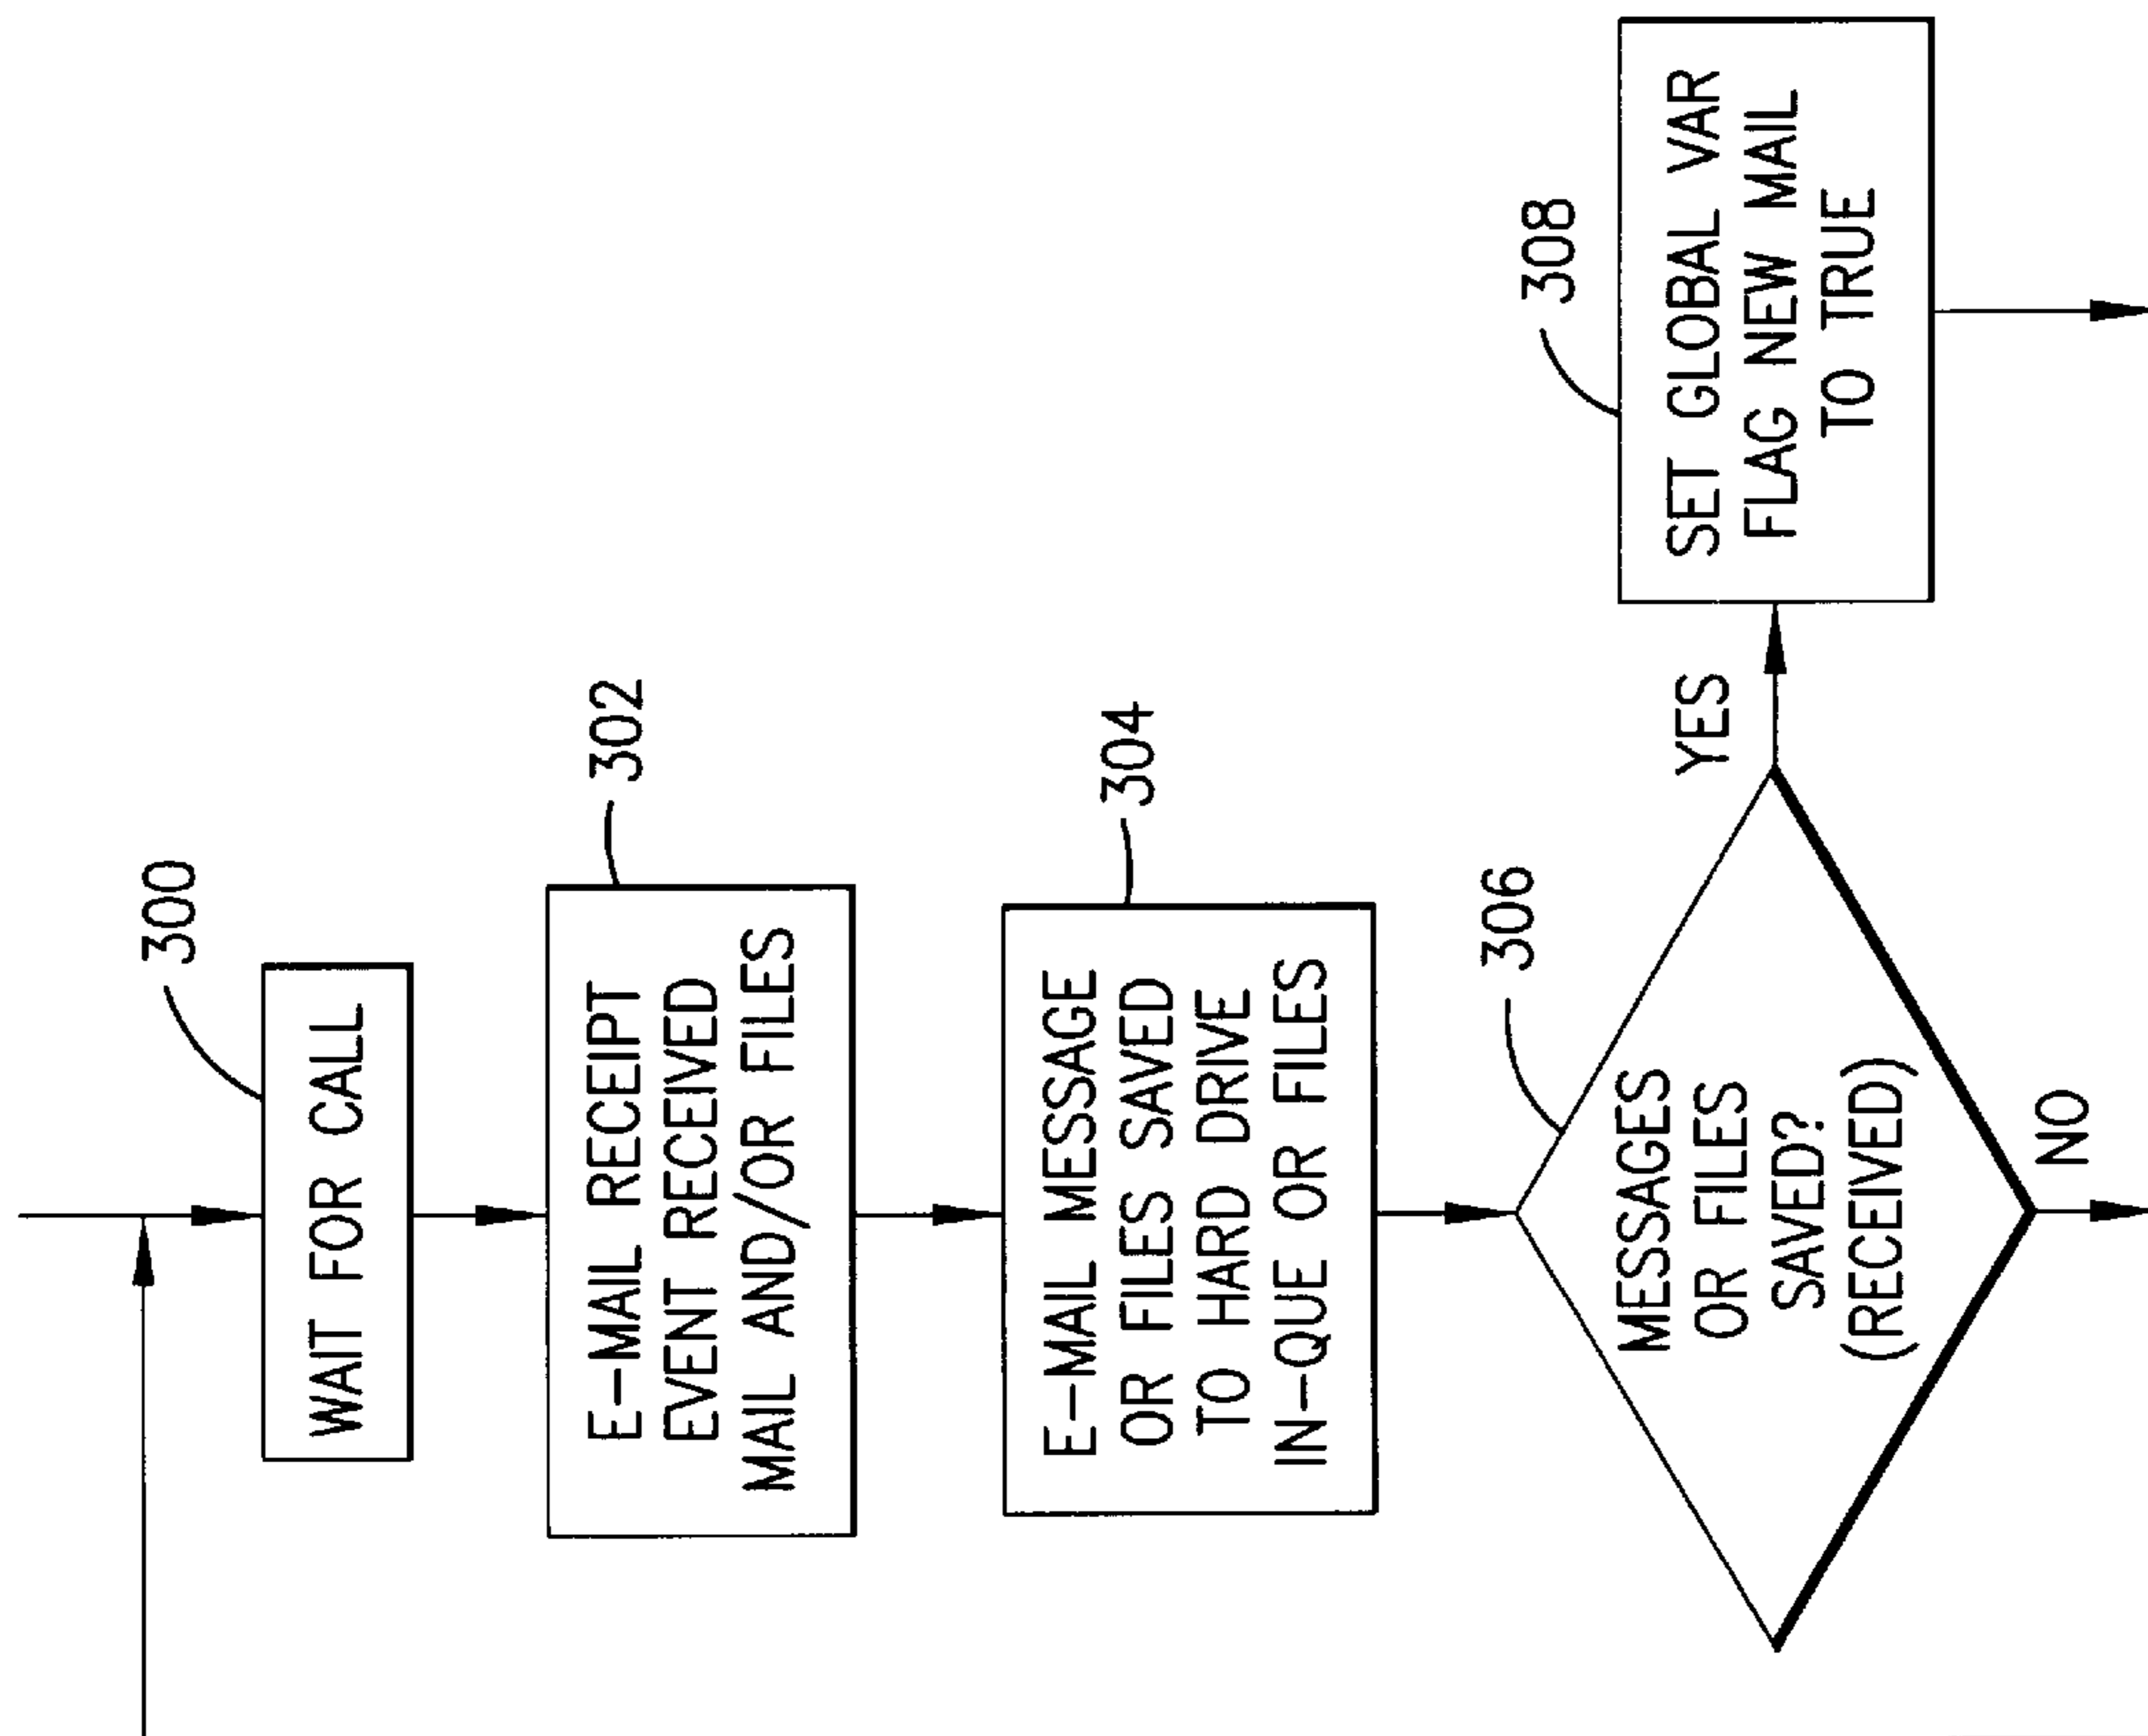 300
WAIT FOR CALL
302
E-MAIL RECEIPT
EVENT RECEIVED
MAIL AND/OR FILES
304
E-MAIL MESSAGE
OR FILES SAVED
TO HARD DRIVE
IN-QUE OR FILES
306
MESSAGES
OR FILES
SAVED?
(RECEIVED)
YES
NO
308
SET GLOBAL VAR
FLAG NEW MAIL
TO TRUE